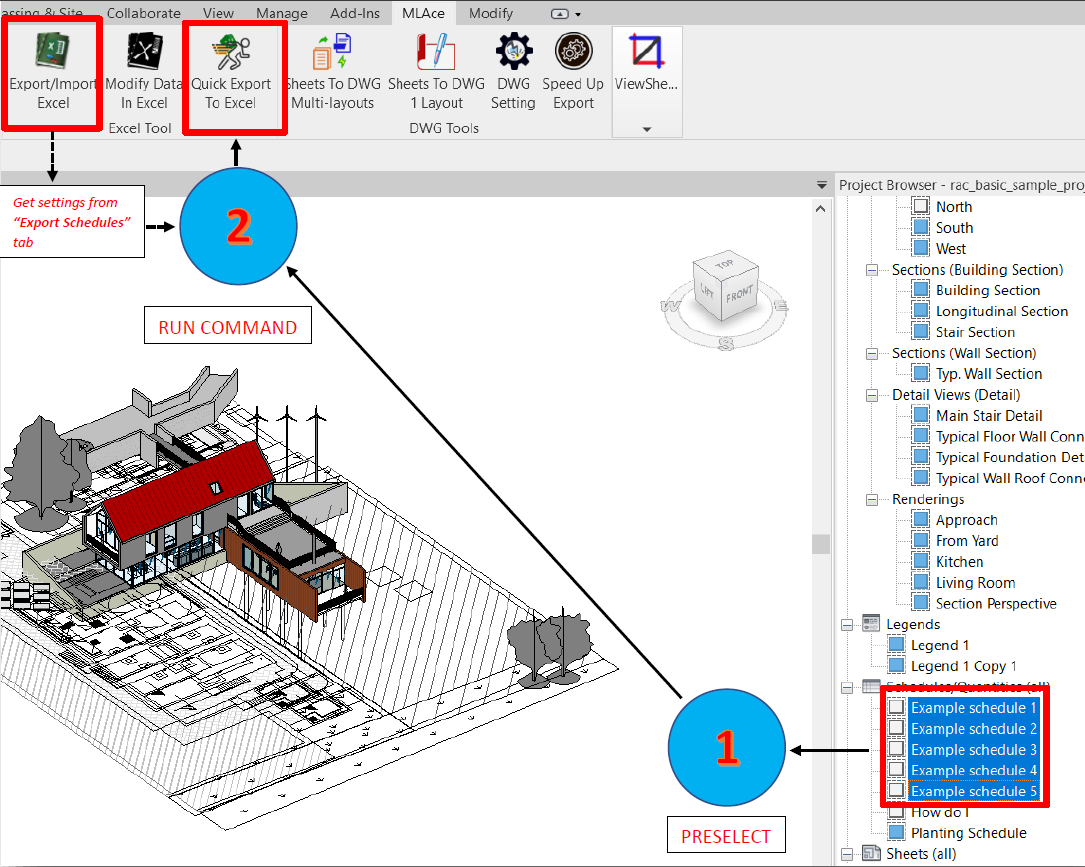 assing & Site Collaborate View Manage Add-Ins MLAce Modify
Export/Import Modify Data Quick Export Sheets To DWG Sheets To DWG DWG Speed Up ViewShe...
Excel In Excel To Excel Multi-layouts 1 Layout Setting Export
Excel Tool DWG Tools
Get settings from
“Export Schedules”
tab
2
RUN COMMAND
TOP
LEFT FRONT
W E
S
1
PRESELECT
Project Browser - rac_basic_sample_proj
North
South
West
Sections (Building Section)
Building Section
Longitudinal Section
Stair Section
Sections (Wall Section)
Typ. Wall Section
Detail Views (Detail)
Main Stair Detail
Typical Floor Wall Conn
Typical Foundation Det
Typical Wall Roof Conne
Renderings
Approach
From Yard
Kitchen
Living Room
Section Perspective
Legends
Legend 1
Legend 1 Copy 1
Schedules/Quantities (all)
Example schedule 1
Example schedule 2
Example schedule 3
Example schedule 4
Example schedule 5
How do I
Planting Schedule
Sheets (all)